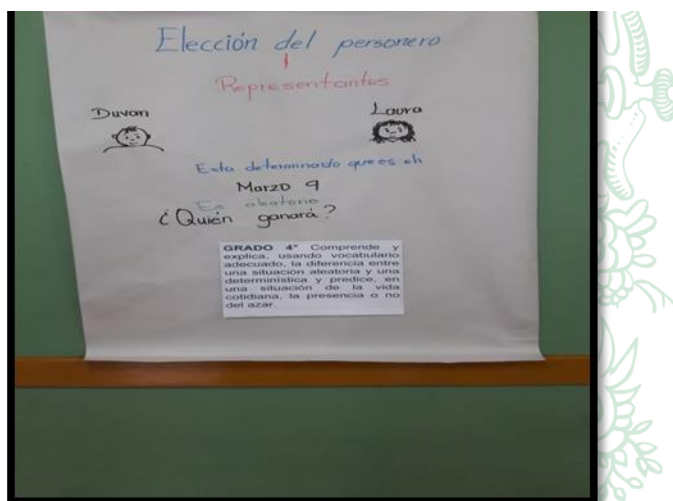 Elección del personero
Representantes
Duvan
Laura
Esta determinado que es eh
Marzo 9
Es aleatorio
¿Quién ganará?
GRADO 4° Comprende y
explica, usando vocabulario
adecuado, la diferencia entre
una situación aleatoria y una
determinística y predice, en
una situación de la vida
cotidiana, la presencia o no
del azar.